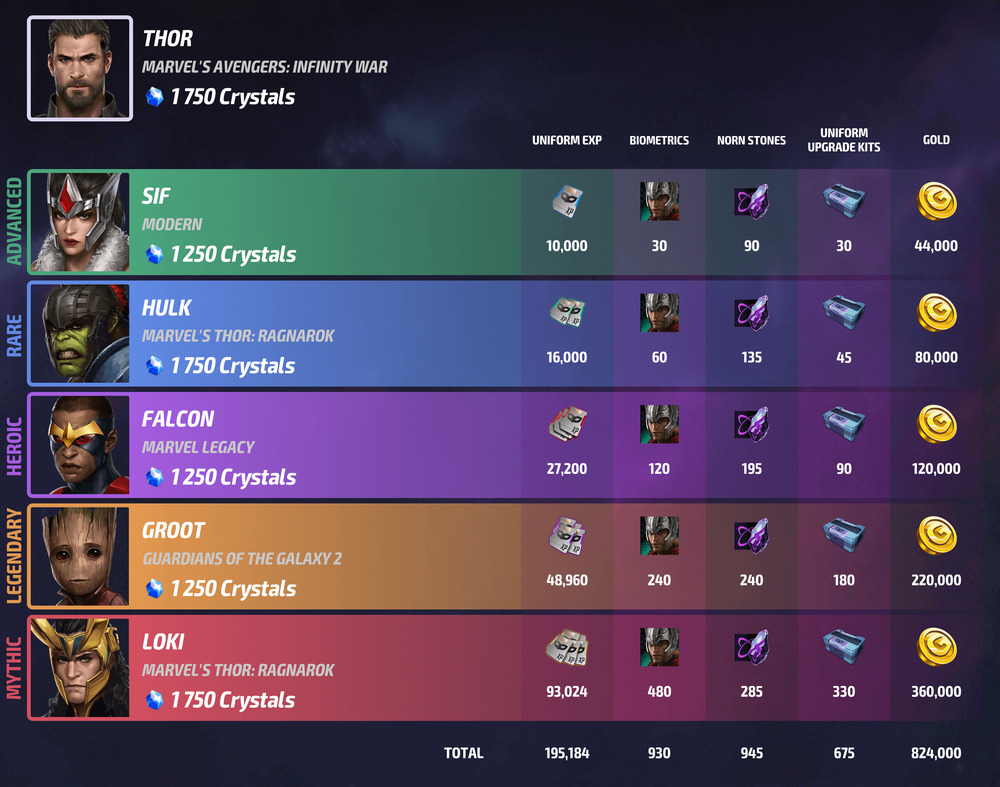 THOR
MARVEL'S AVENGERS: INFINITY WAR
1 750 Crystals
UNIFORM EXP BIOMETRICS NORN STONES UNIFORM UPGRADE KITS GOLD
ADVANCED
SIF
MODERN
1 250 Crystals
10,000 30 90 30 44,000
RARE
HULK
MARVEL'S THOR: RAGNAROK
1 750 Crystals
16,000 60 135 45 80,000
HEROIC
FALCON
MARVEL LEGACY
1 250 Crystals
27,200 120 195 90 120,000
LEGENDARY
GROOT
GUARDIANS OF THE GALAXY 2
1 250 Crystals
48,960 240 240 180 220,000
MYTHIC
LOKI
MARVEL'S THOR: RAGNAROK
1 750 Crystals
93,024 480 285 330 360,000
TOTAL 195,184 930 945 675 824,000